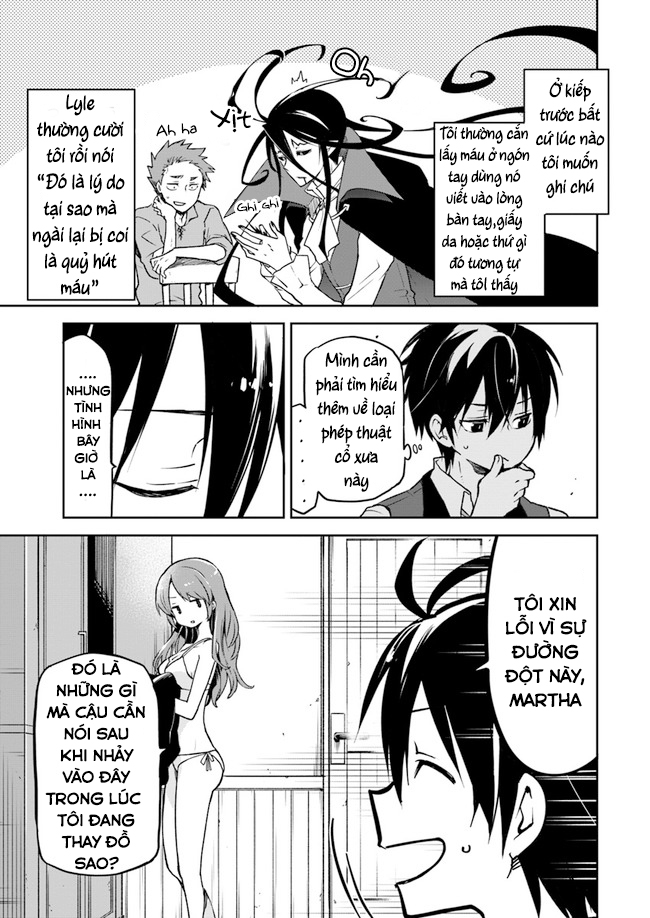 Ở kiếp
trước bất
cứ lúc nào
tôi muốn
ghi chú
Tôi thường cắn
lấy máu ở ngón
tay dùng nó
viết vào lòng
bàn tay,giấy
da hoặc thứ gì
đó tương tự
mà tôi thấy
Oh
Xịt
Ghi Ghi
Ah ha
Lyle
thường cười
tôi rồi nói
“Đó là lý do
tại sao mà
ngài lại bị coi
là quỷ hút
máu”
Mình cần
phải tìm hiểu
thêm về loại
phép thuật
cổ xưa
này
....
NHƯNG
TÌNH
HÌNH
BÂY
GIỜ
LÀ
....
TÔI XIN
LỖI VÌ SỰ
ĐƯỜNG
ĐỘT NÀY,
MARTHA
ĐÓ LÀ
NHỮNG GÌ
MÀ CẬU CẦN
NÓI SAU
KHI NHẢY
VÀO ĐÂY
TRONG LÚC
TÔI ĐANG
THAY ĐỒ
SAO?